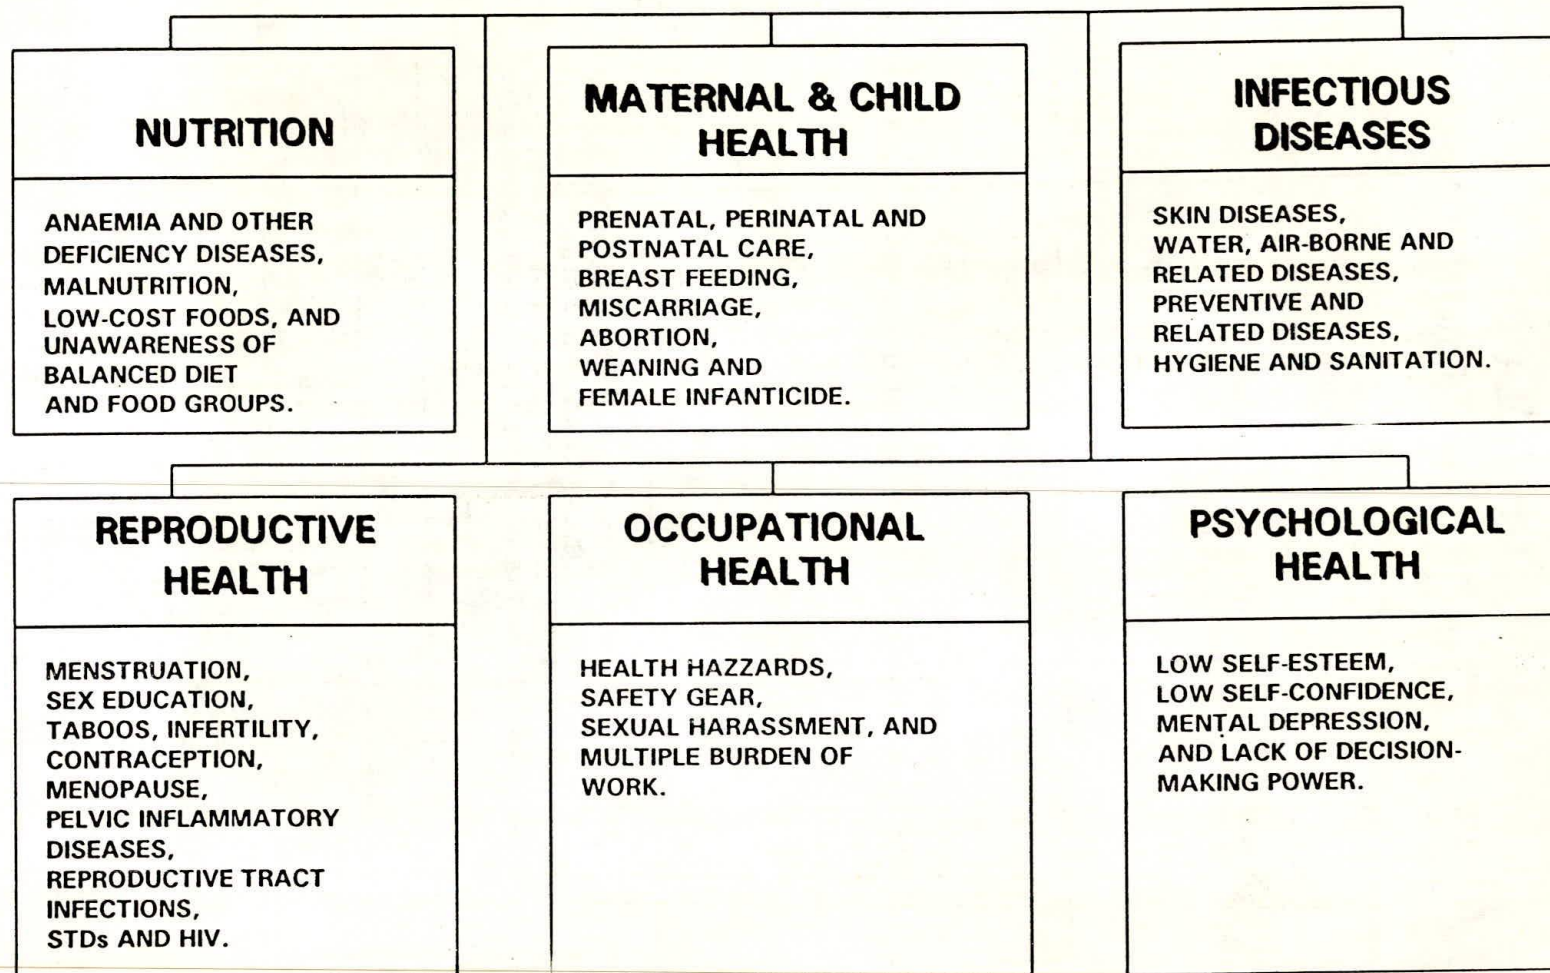 NUTRITION
ANAEMIA AND OTHER
DEFICIENCY DISEASES,
MALNUTRITION,
LOW-COST FOODS, AND
UNAWARENESS OF
BALANCED DIET
AND FOOD GROUPS.
MATERNAL & CHILD
HEALTH
PRENATAL, PERINATAL AND
POSTNATAL CARE,
BREAST FEEDING,
MISCARRIAGE,
ABORTION,
WEANING AND
FEMALE INFANTICIDE.
INFECTIOUS
DISEASES
SKIN DISEASES,
WATER, AIR-BORNE AND
RELATED DISEASES,
PREVENTIVE AND
RELATED DISEASES,
HYGIENE AND SANITATION.
REPRODUCTIVE
HEALTH
MENSTRUATION,
SEX EDUCATION,
TABOOS, INFERTILITY,
CONTRACEPTION,
MENOPAUSE,
PELVIC INFLAMMATORY
DISEASES,
REPRODUCTIVE TRACT
INFECTIONS,
STDs AND HIV.
OCCUPATIONAL
HEALTH
HEALTH HAZZARDS,
SAFETY GEAR,
SEXUAL HARASSMENT, AND
MULTIPLE BURDEN OF
WORK.
PSYCHOLOGICAL
HEALTH
LOW SELF-ESTEEM,
LOW SELF-CONFIDENCE,
MENTAL DEPRESSION,
AND LACK OF DECISION-
MAKING POWER.